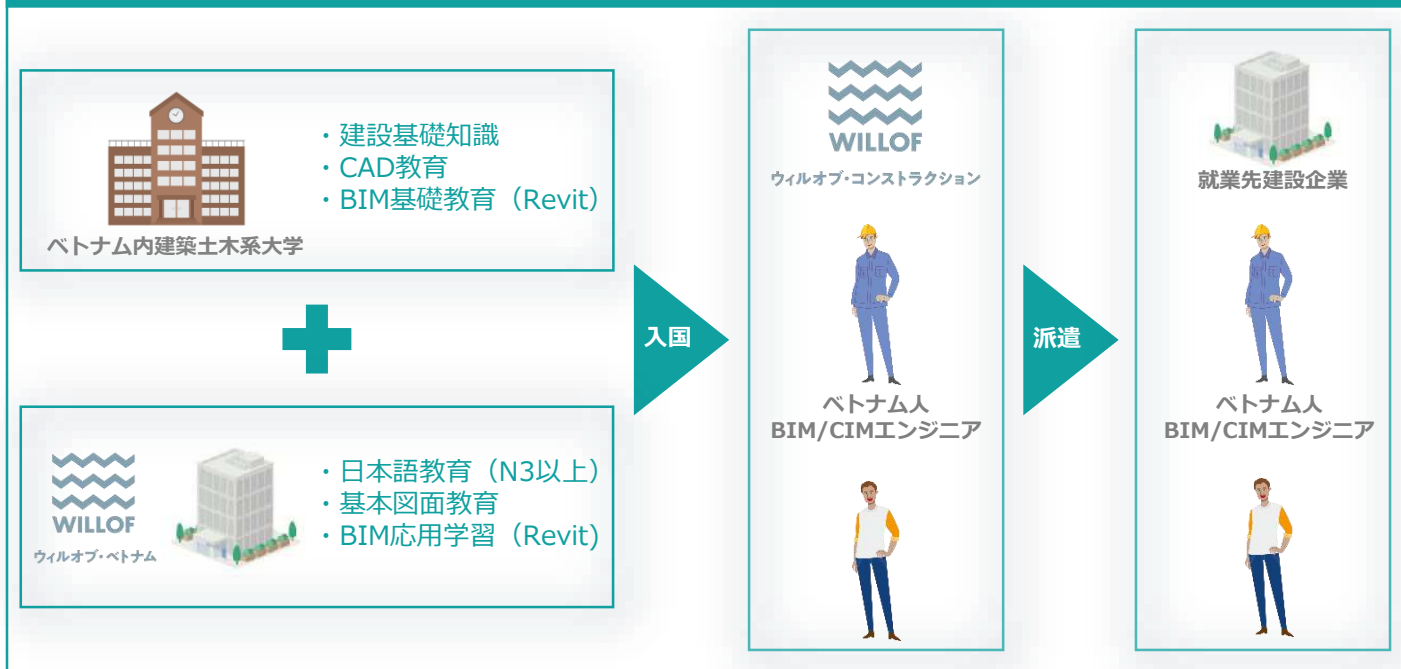 ・建設基礎知識
・CAD教育
・BIM基礎教育（Revit）
ベトナム内建築土木系大学
WILLOF
ウィルオブ・ベトナム
・日本語教育（N3以上）
・基本図面教育
・BIM応用学習（Revit)
入国
WILLOF
ウィルオブ・コンストラクション
ベトナム人
BIM/CIMエンジニア
派遣
就業先建設企業
ベトナム人
BIM/CIMエンジニア